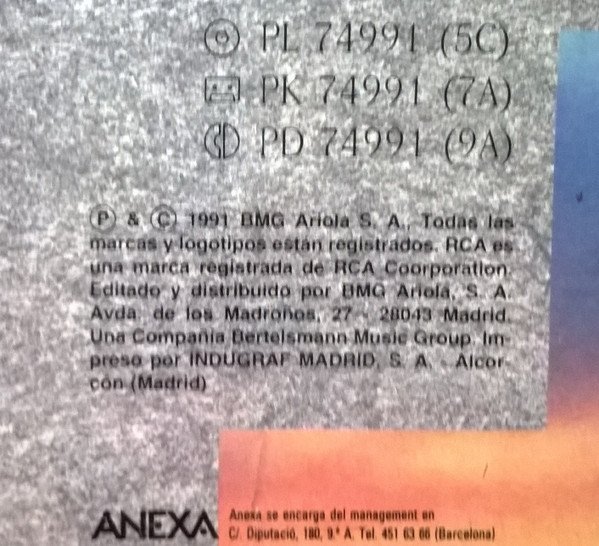 PL 74991 (5C)
PK 74991 (7A)
PD 74991 (9A)
Ⓟ & Ⓒ 1991 BMG Ariola S. A., Todas las
marcas y logotipos están registrados. RCA es
una marca registrada de RCA Coorporation.
Editado y distribuido por BMG Ariola, S. A.
Avda. de los Madroños, 27 - 28043 Madrid.
Una Compañia Bertelsmann Music Group. Im-
preso por INDUGRAF MADRID, S. A. Alcor-
cón (Madrid)
ANEXA
Anexa se encarga del management en
C/. Diputació, 180, 9.ª A. Tel. 451 63 66 (Barcelona)